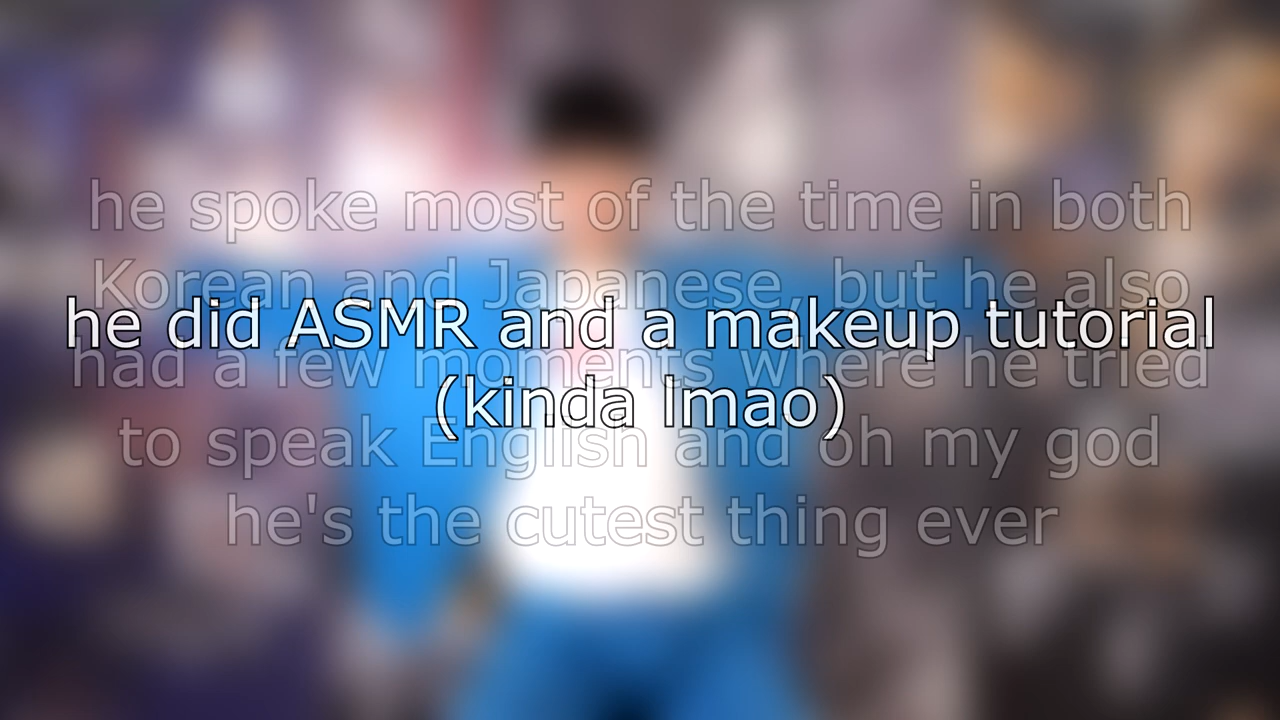 he spoke most of the time in both
Korean and Japanese, but he also
he did ASMR and a makeup tutorial
had a few moments where he tried
(kinda lmao)
to speak English and oh my god
he's the cutest thing ever